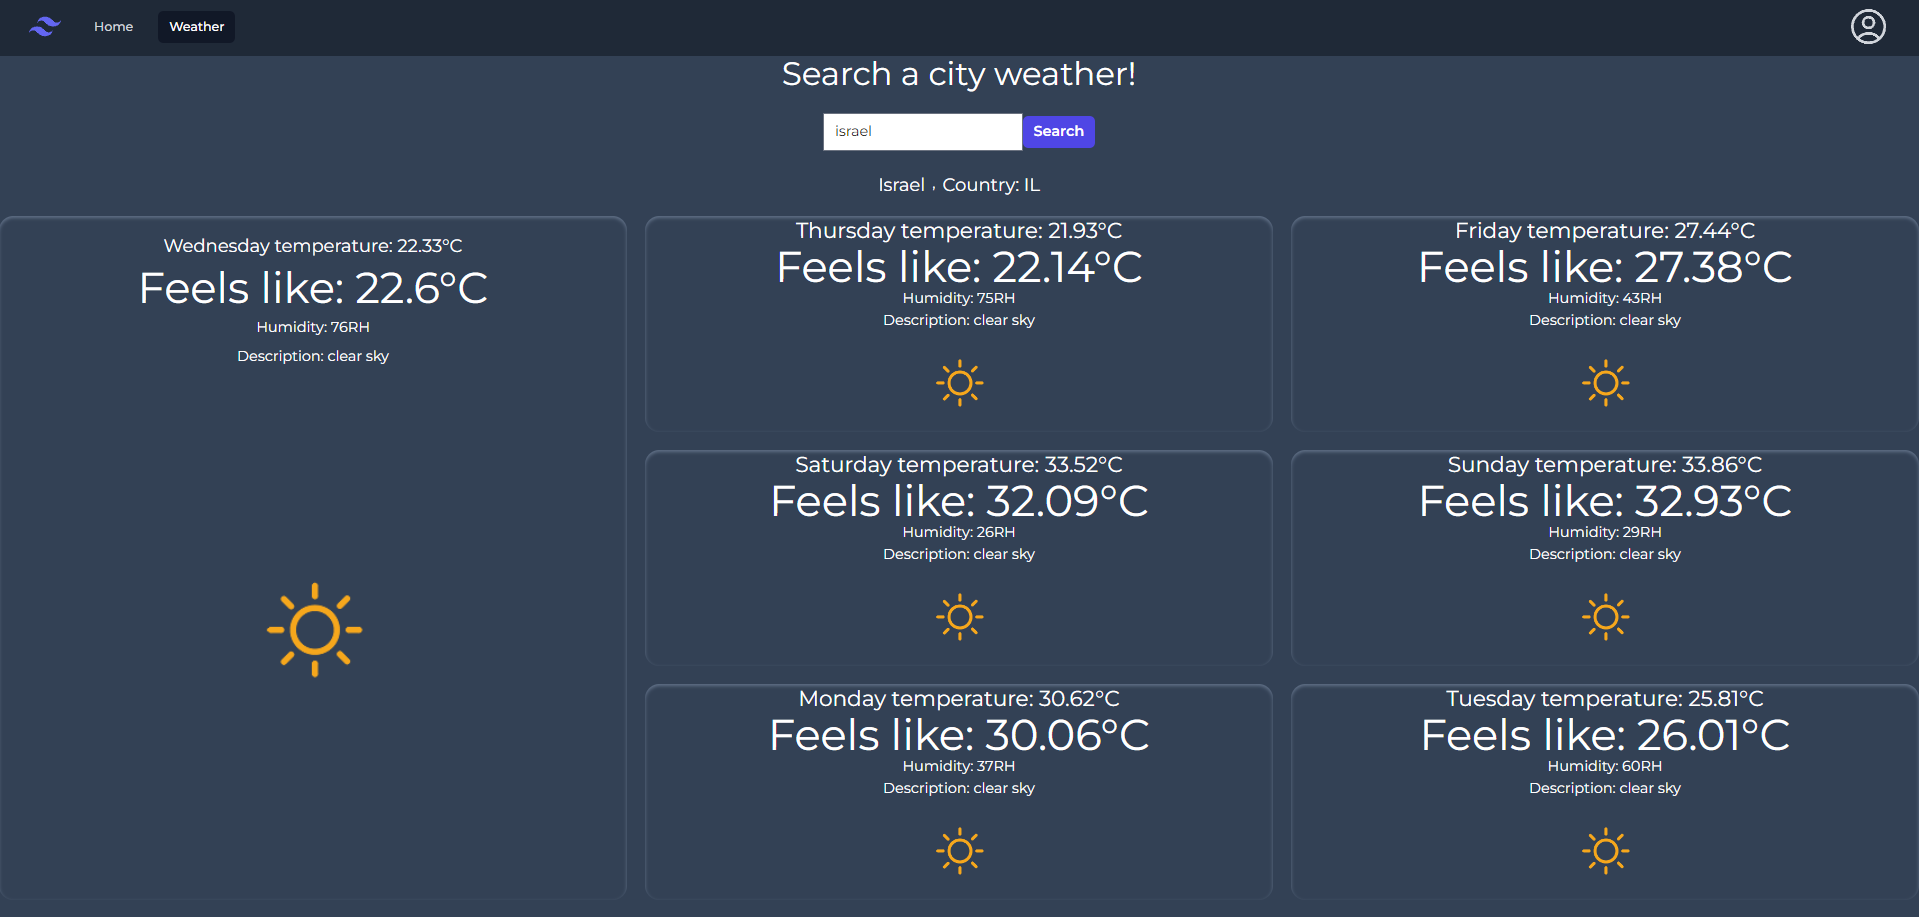 Home
Weather
Search a city weather!
israel
Search
Israel , Country: IL
Wednesday temperature: 22.33°C
Feels like: 22.6°C
Humidity: 76RH
Description: clear sky
Thursday temperature: 21.93°C
Feels like: 22.14°C
Humidity: 75RH
Description: clear sky
Friday temperature: 27.44°C
Feels like: 27.38°C
Humidity: 43RH
Description: clear sky
Saturday temperature: 33.52°C
Feels like: 32.09°C
Humidity: 26RH
Description: clear sky
Sunday temperature: 33.86°C
Feels like: 32.93°C
Humidity: 29RH
Description: clear sky
Monday temperature: 30.62°C
Feels like: 30.06°C
Humidity: 37RH
Description: clear sky
Tuesday temperature: 25.81°C
Feels like: 26.01°C
Humidity: 60RH
Description: clear sky